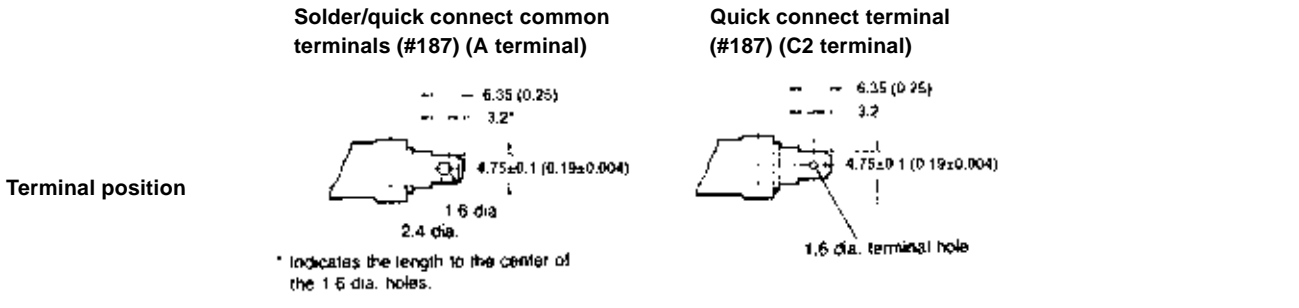 Solder/quick connect common
terminals (#187) (A terminal)
Quick connect terminal
(#187) (C2 terminal)
6.35 (0.25)
3.2*
4.75±0.1 (0.19±0.004)
1 6 dia
2.4 dia.
* Indicates the length to the center of
the 1 6 dia. holes.
6.35 (0 25)
3.2
4.75±0 1 (0 19±0.004)
1,6 dia. terminal hole
Terminal position